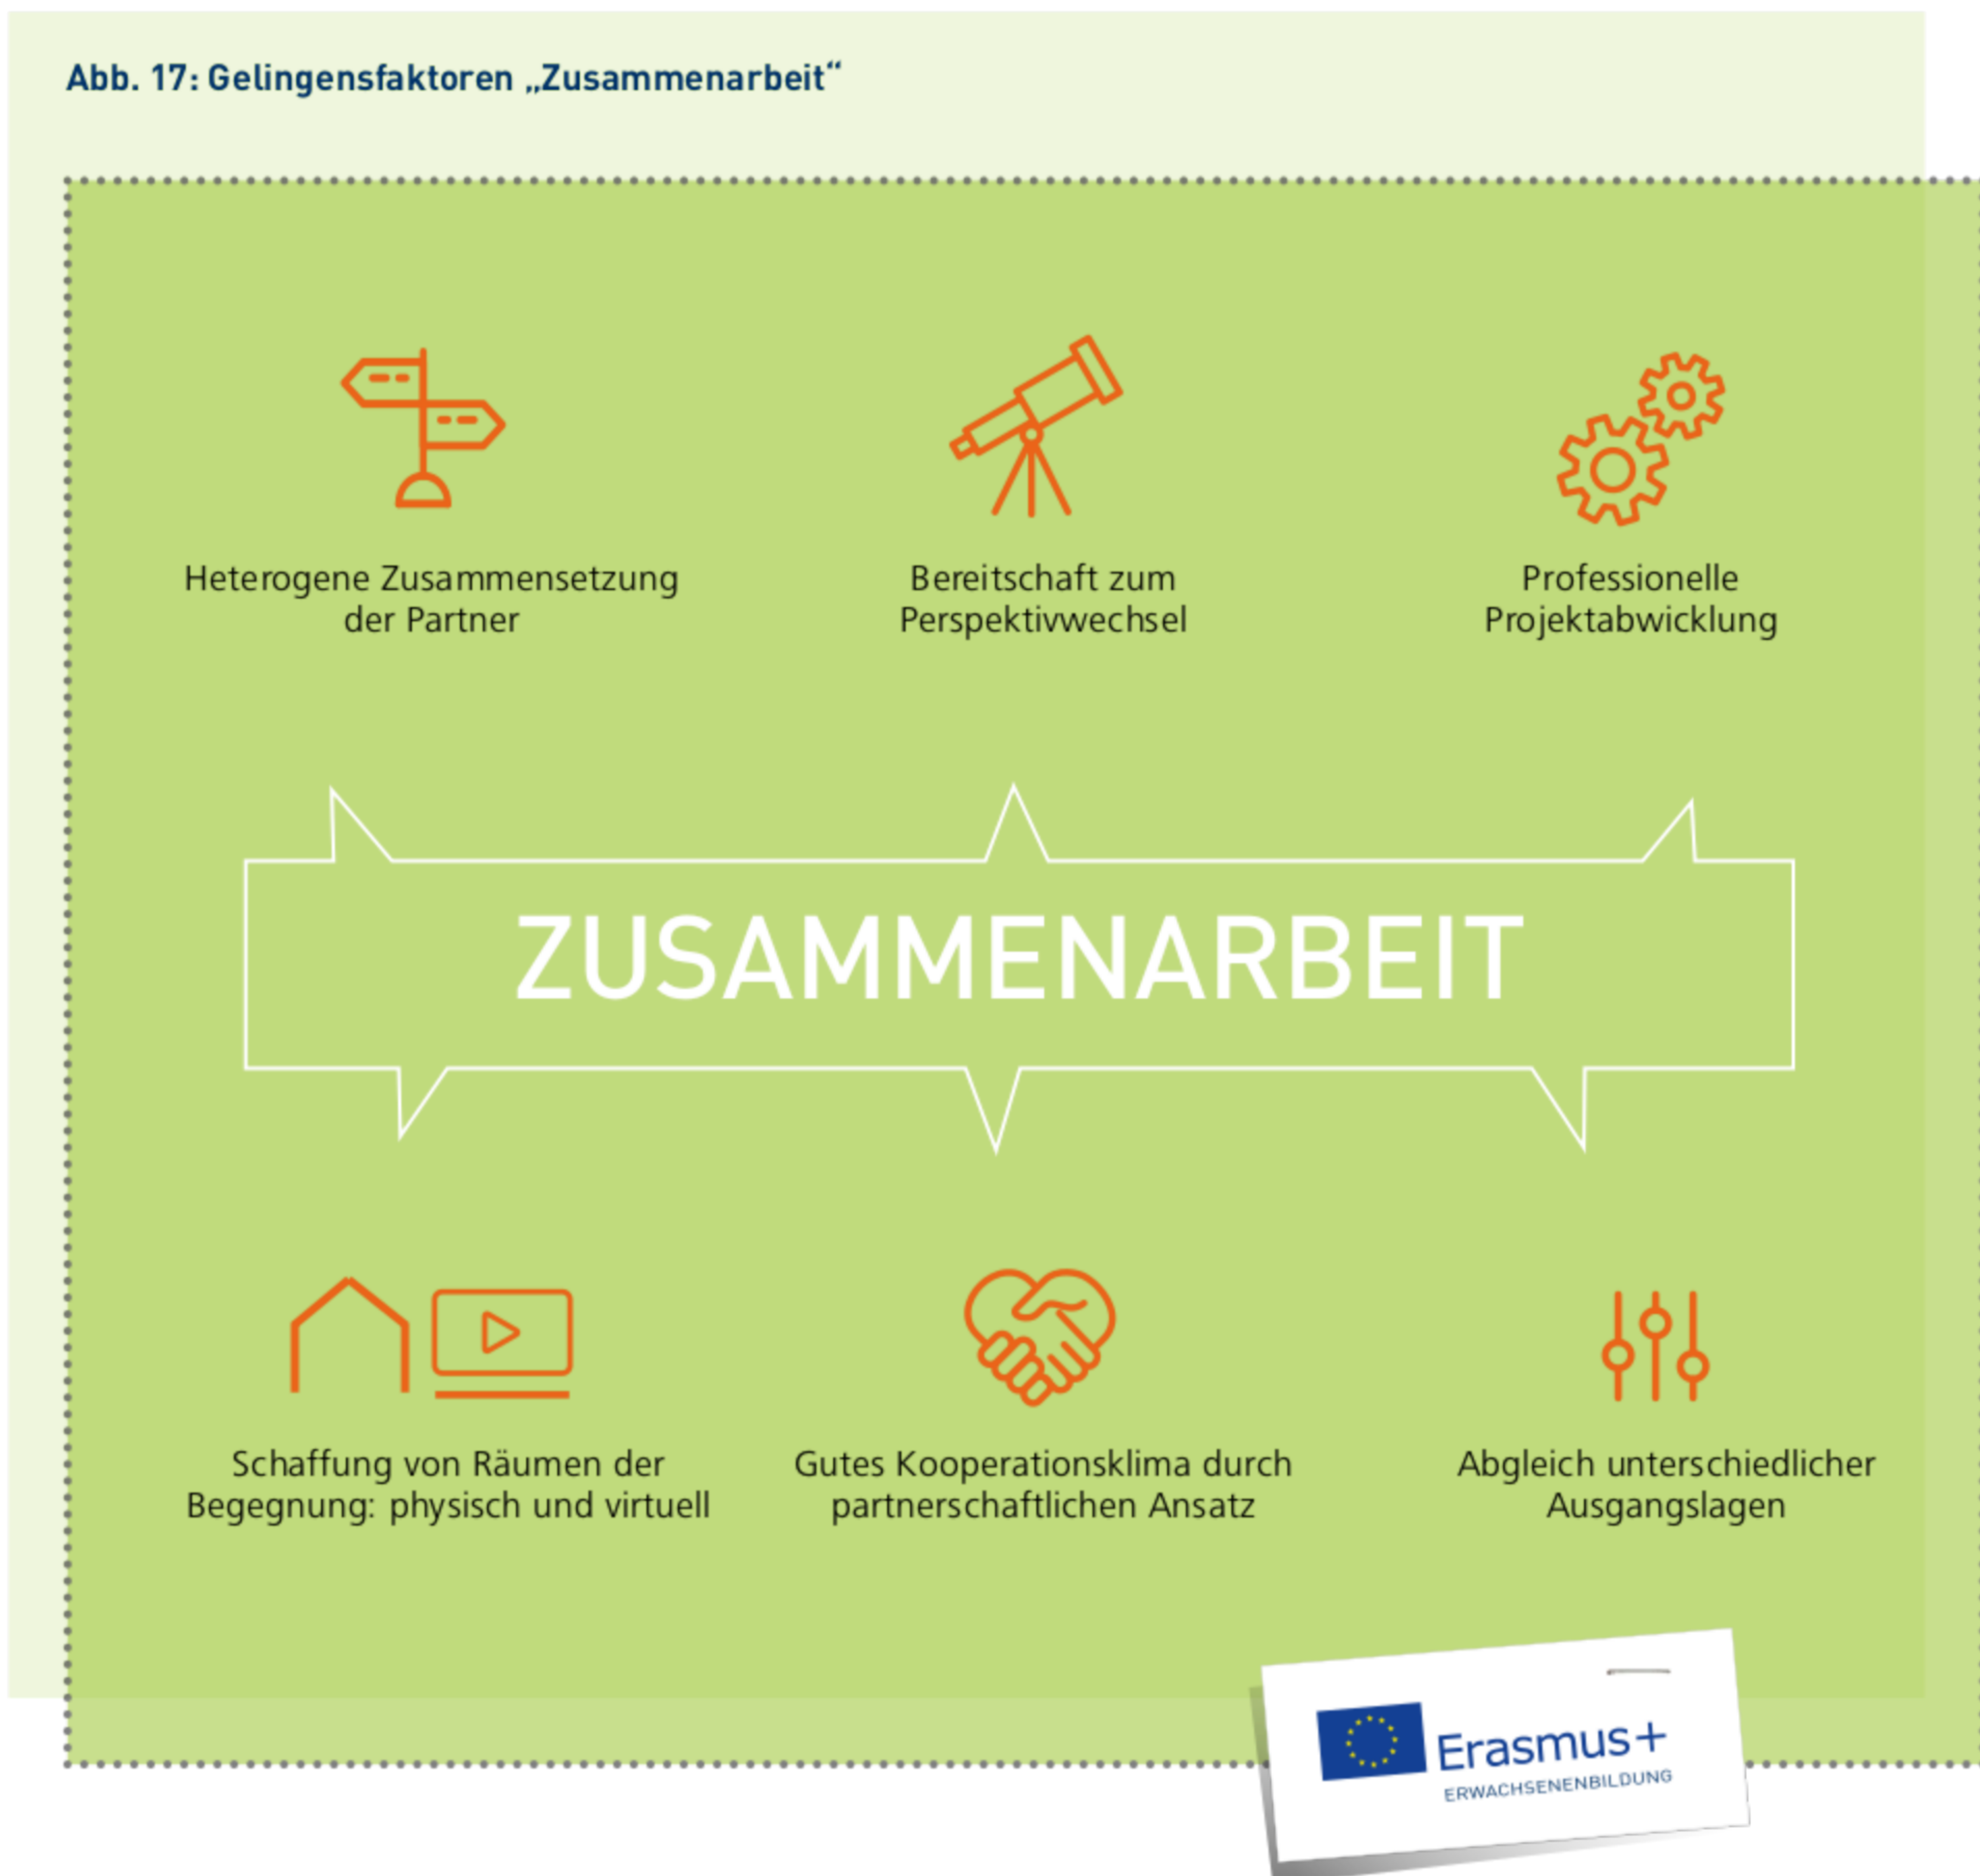 Abb. 17: Gelingensfaktoren „Zusammenarbeit“
Heterogene Zusammensetzung
der Partner
Bereitschaft zum
Perspektivwechsel
Professionelle
Projektabwicklung
ZUSAMMENARBEIT
Schaffung von Räumen der
Begegnung: physisch und virtuell
Gutes Kooperationsklima durch
partnerschaftlichen Ansatz
Abgleich unterschiedlicher
Ausgangslagen
Erasmus+
ERWACHSENENBILDUNG